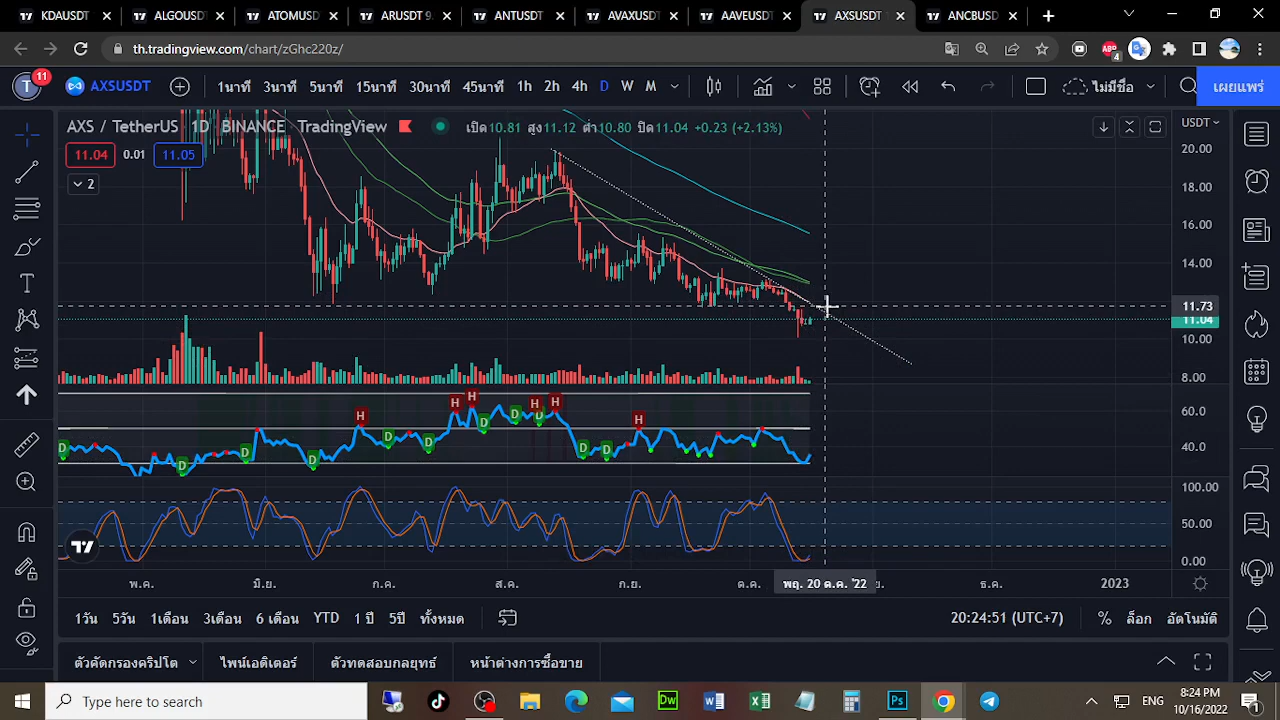 KDAUSDT
ALGOUSDT
ATOMUSD
ARUSDT 9.
ANTUSDT
AVAXUSDT
AAVEUSDT
AXSUSDT
ANCBUSD
th.tradingview.com/chart/zGhc220z/
ABP
4
T
11
AXSUSDT
1นาที
3นาที
5นาที
15นาที
30นาที
45นาที
1h
2h
4h
D
W
M
ไม่มีชื่อ
เผยแพร่
AXS / TetherUS 1D BINANCE TradingView
เปิด10.81 สูง11.12 ต่ำ10.80 ปิด11.04 +0.23 (+2.13%)
USDT
11.04
0.01
11.05
2
20.00
18.00
16.00
14.00
11.73
11.04
10.00
8.00
60.0
40.0
H H H H H H
D D D D D D D D D D
100.00
50.00
0.00
พ.ค.
มิ.ย.
ก.ค.
ส.ค.
ก.ย.
ต.ค.
พฤ. 20 ต.ค. '22
ธ.ค.
2023
1วัน
5วัน
1เดือน
3เดือน
6 เดือน
YTD
1 ปี
5ปี
ทั้งหมด
20:24:51 (UTC+7)
%
ล็อก
อัตโนมัติ
ตัวคัดกรองคริปโต
ไพน์เอดิเตอร์
ตัวทดสอบกลยุทธ์
หน้าต่างการซื้อขาย
Type here to search
Dw
Ps
ENG
8:24 PM
10/16/2022
1